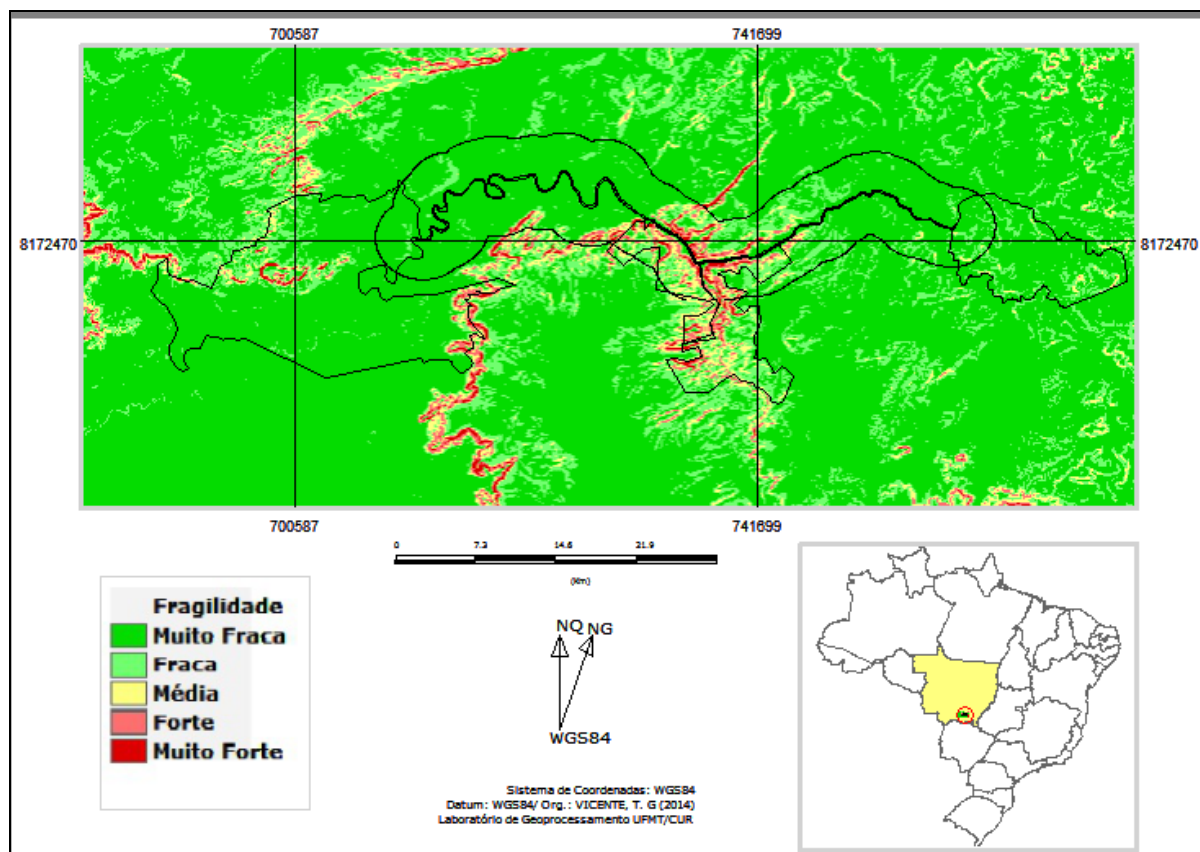 700587
741699
8172470
8172470
700587
741699
0 7.3 14.6 21.9
(Km)
Fragilidade
Muito Fraca
Fraca
Média
Forte
Muito Forte
NQ NG
WGS84
Sistema de Coordenadas: WGS84
Datum: WGS84/ Org.: VICENTE, T. G (2014)
Laboratório de Geoprocessamento UFMT/CUR